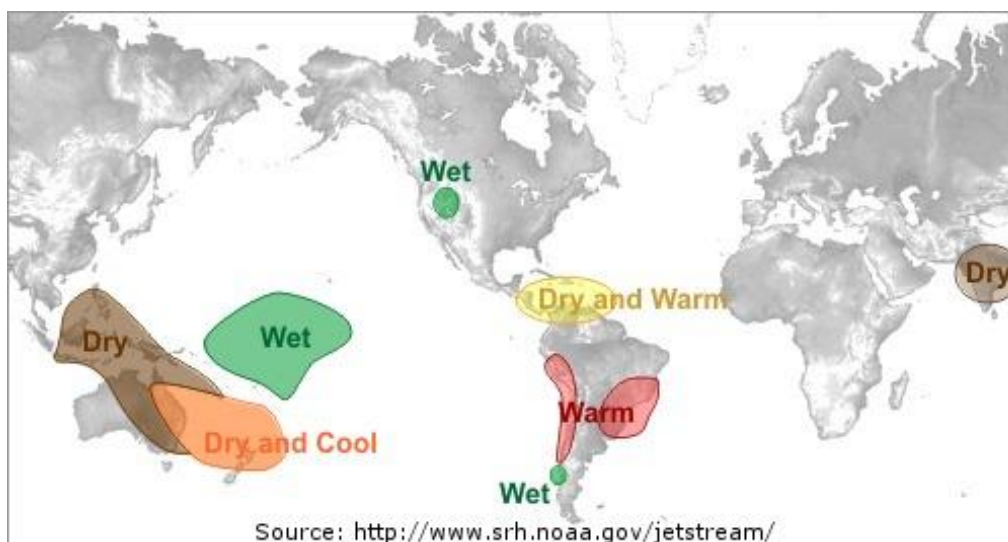 Wet
Dry and Warm
Dry
Dry
Wet
Warm
Dry and Cool
Wet
Source: http://www.srh.noaa.gov/jetstream/